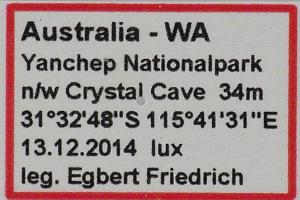 Australia - WA
Yanchep Nationalpark
n/w Crystal Cave 34m
31°32'48"S 115°41'31"E
13.12.2014 lux
leg. Egbert Friedrich